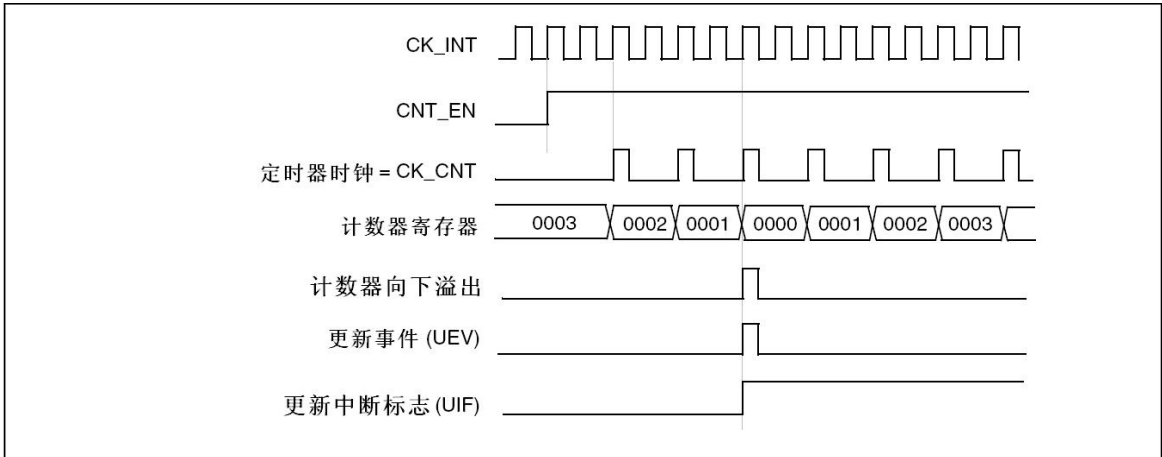 CK_INT
CNT_EN
定时器时钟 = CK_CNT
计数器寄存器 0003 0002 0001 0000 0001 0002 0003
计数器向下溢出
更新事件 (UEV)
更新中断标志 (UIF)